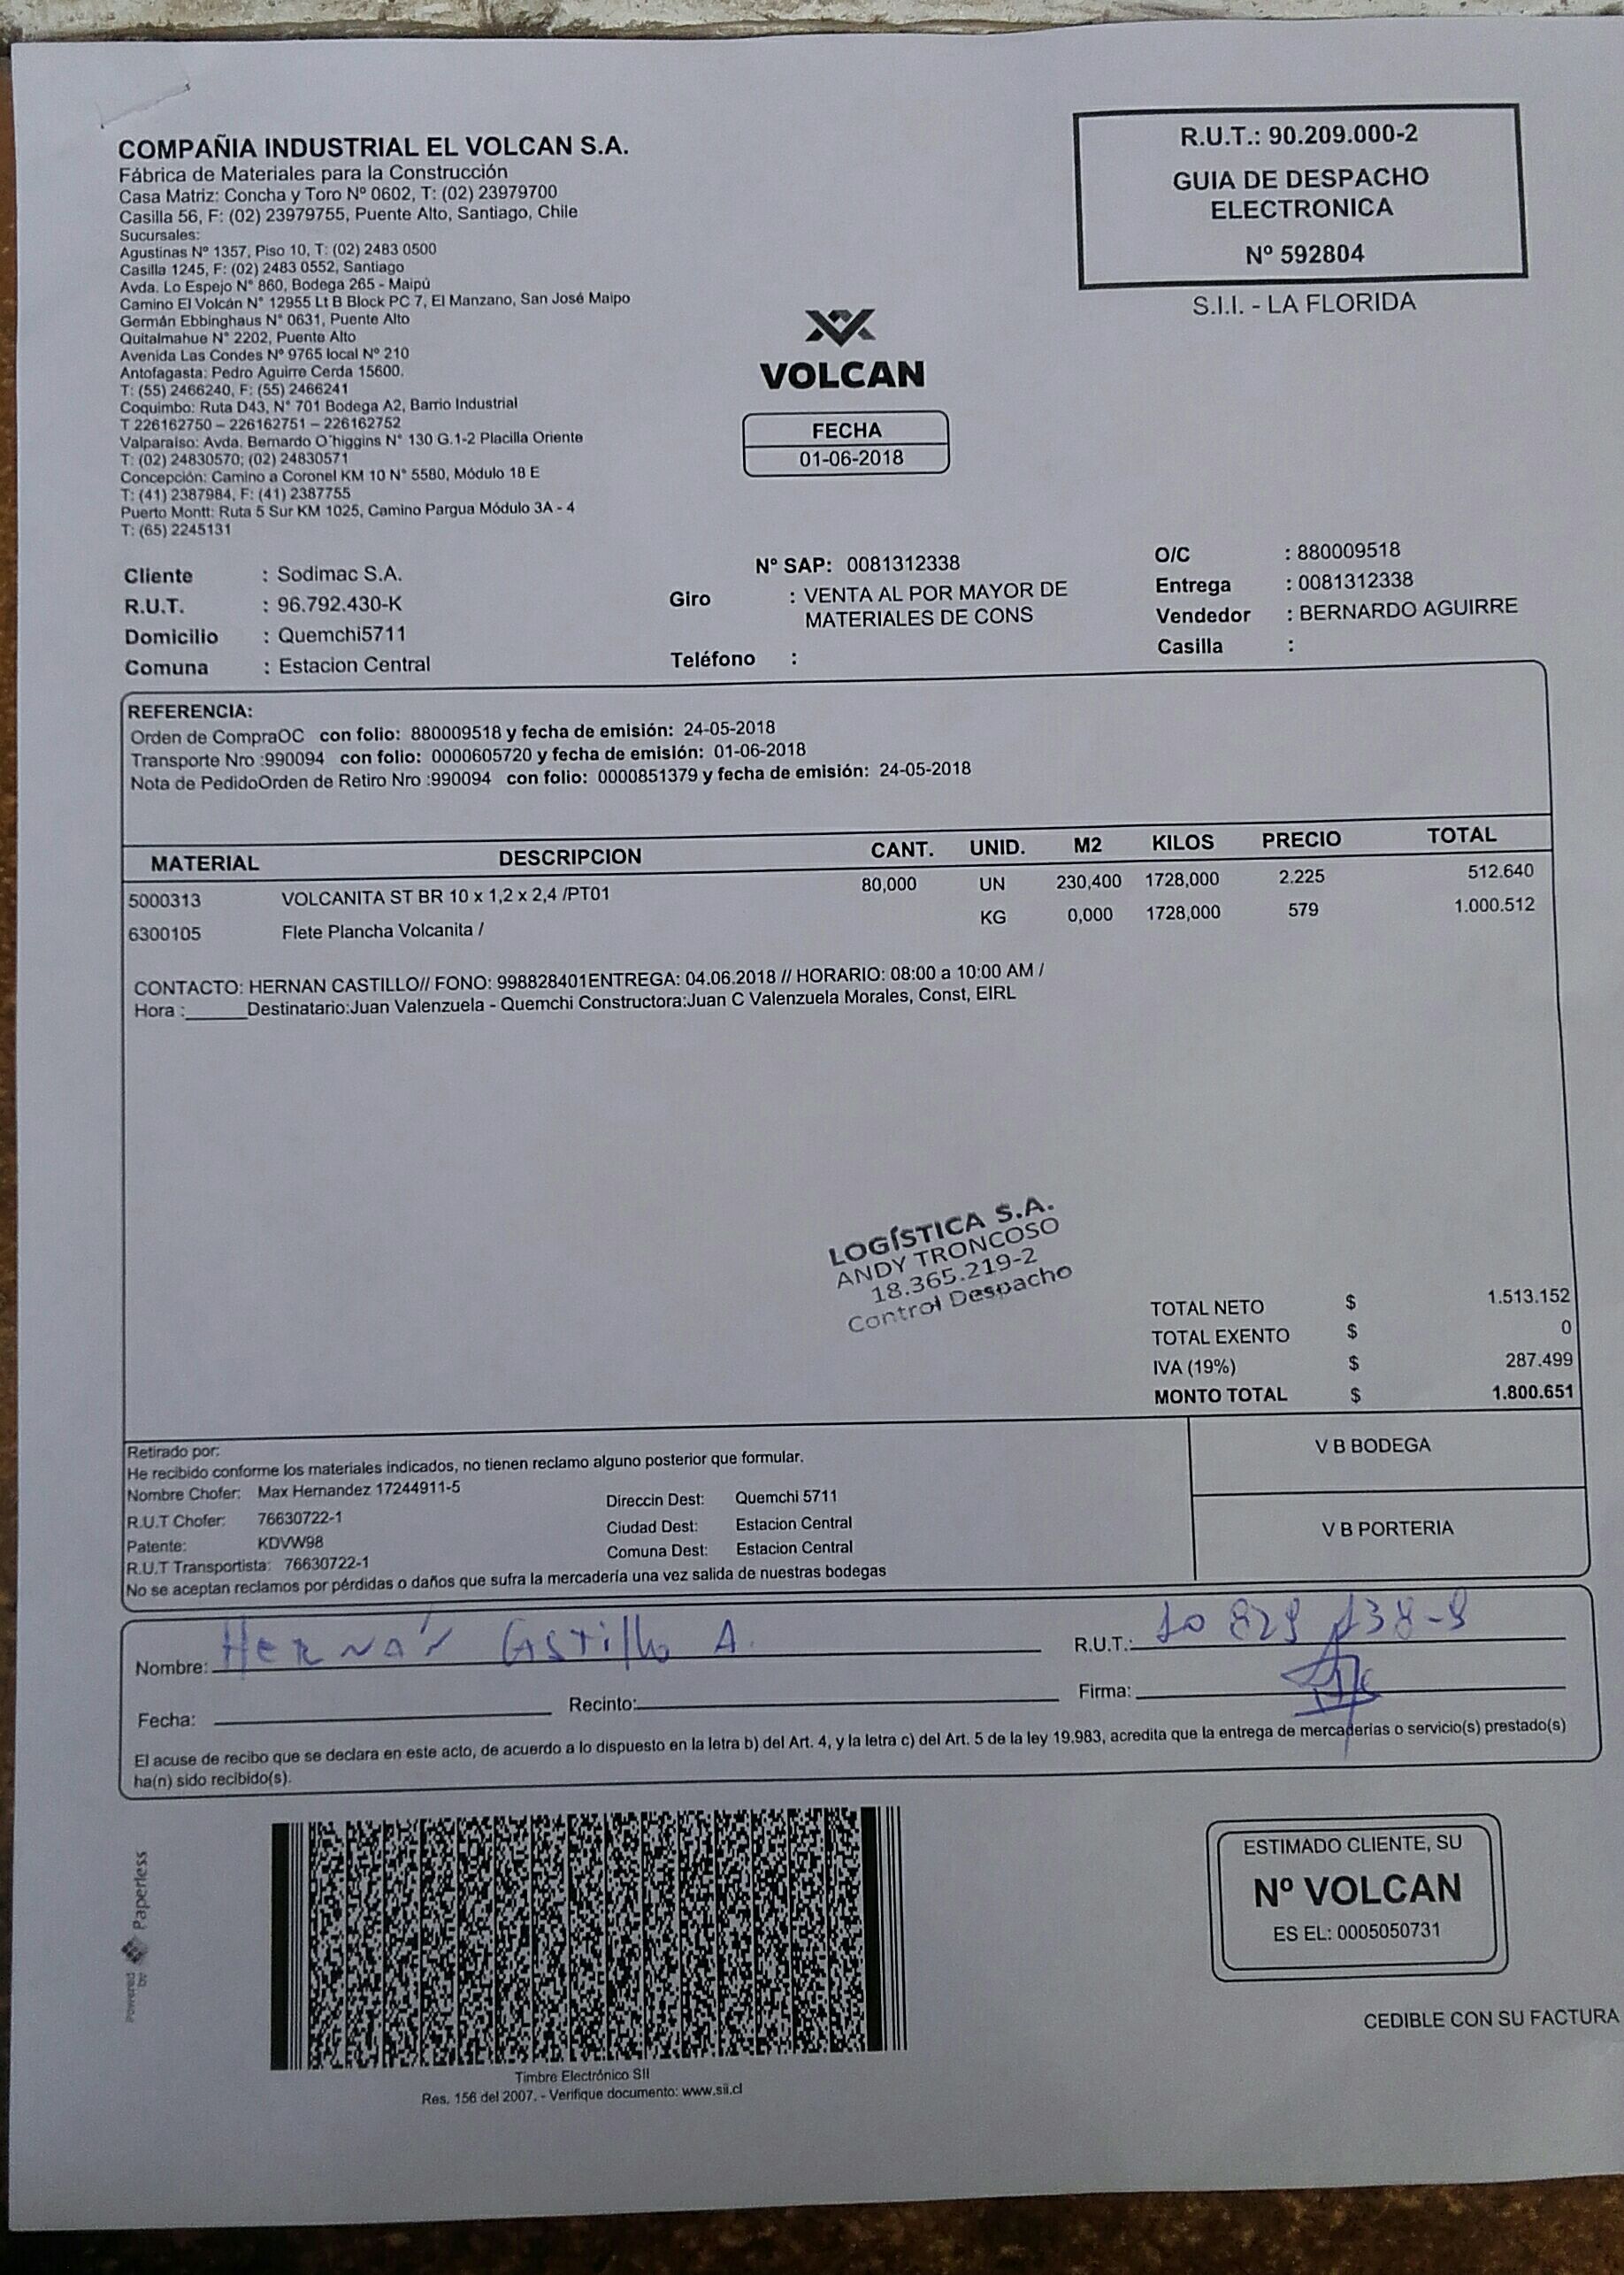 COMPAÑIA INDUSTRIAL EL VOLCAN S.A.
Fábrica de Materiales para la Construcción
Casa Matriz: Concha y Toro Nº 0602, T: (02) 23979700
Casilla 56, F: (02) 23979755, Puente Alto, Santiago, Chile
Sucursales:
Agustinas Nº 1357, Piso 10, T: (02) 2483 0500
Casilla 1245, F: (02) 2483 0552, Santiago
Avda. Lo Espejo N° 860, Bodega 265 - Maipú
Camino El Volcán N° 12955 Lt B Block PC 7, El Manzano, San José Maipo
Germán Ebbinghaus N° 0631, Puente Alto
Quitalmahue N° 2202, Puente Alto
Avenida Las Condes Nº 9765 local Nº 210
Antofagasta: Pedro Aguirre Cerda 15600.
T: (55) 2466240, F: (55) 2466241
Coquimbo: Ruta D43, N° 701 Bodega A2, Barrio Industrial
T 226162750 – 226162751 – 226162752
Valparaíso: Avda. Bernardo O´higgins N° 130 G.1-2 Placilla Oriente
T: (02) 24830570; (02) 24830571
Concepción: Camino a Coronel KM 10 N° 5580, Módulo 18 E
T: (41) 2387984, F: (41) 2387755
Puerto Montt: Ruta 5 Sur KM 1025, Camino Pargua Módulo 3A - 4
T: (65) 2245131
R.U.T.: 90.209.000-2
GUIA DE DESPACHO
ELECTRONICA
Nº 592804
S.I.I. - LA FLORIDA
VOLCAN
FECHA
01-06-2018
Cliente : Sodimac S.A.
R.U.T. : 96.792.430-K
Domicilio : Quemchi5711
Comuna : Estacion Central
Nº SAP: 0081312338
Giro : VENTA AL POR MAYOR DE
MATERIALES DE CONS
Teléfono :
O/C : 880009518
Entrega : 0081312338
Vendedor : BERNARDO AGUIRRE
Casilla :
REFERENCIA:
Orden de CompraOC con folio: 880009518 y fecha de emisión: 24-05-2018
Transporte Nro :990094 con folio: 0000605720 y fecha de emisión: 01-06-2018
Nota de PedidoOrden de Retiro Nro :990094 con folio: 0000851379 y fecha de emisión: 24-05-2018
MATERIAL DESCRIPCION CANT. UNID. M2 KILOS PRECIO TOTAL
5000313 VOLCANITA ST BR 10 x 1,2 x 2,4 /PT01 80,000 UN 230,400 1728,000 2.225 512.640
6300105 Flete Plancha Volcanita / KG 0,000 1728,000 579 1.000.512
CONTACTO: HERNAN CASTILLO// FONO: 998828401ENTREGA: 04.06.2018 // HORARIO: 08:00 a 10:00 AM /
Hora :______Destinatario:Juan Valenzuela - Quemchi Constructora:Juan C Valenzuela Morales, Const, EIRL
LOGÍSTICA S.A.
ANDY TRONCOSO
18.365.219-2
Control Despacho
TOTAL NETO $ 1.513.152
TOTAL EXENTO $ 0
IVA (19%) $ 287.499
MONTO TOTAL $ 1.800.651
Retirado por:
He recibido conforme los materiales indicados, no tienen reclamo alguno posterior que formular.
Nombre Chofer: Max Hernandez 17244911-5
R.U.T Chofer: 76630722-1
Patente: KDVW98
R.U.T Transportista: 76630722-1
Direccin Dest: Quemchi 5711
Ciudad Dest: Estacion Central
Comuna Dest: Estacion Central
No se aceptan reclamos por pérdidas o daños que sufra la mercadería una vez salida de nuestras bodegas
V B BODEGA
V B PORTERIA
Nombre: HERNÁN CASTILLO A.
R.U.T.:
Fecha:
Recinto:
Firma:
El acuse de recibo que se declara en este acto, de acuerdo a lo dispuesto en la letra b) del Art. 4, y la letra c) del Art. 5 de la ley 19.983, acredita que la entrega de mercaderías o servicio(s) prestado(s)
ha(n) sido recibido(s).
Powered by Paperless
Timbre Electrónico SII
Res. 156 del 2007. - Verifique documento: www.sii.cl
ESTIMADO CLIENTE, SU
Nº VOLCAN
ES EL: 0005050731
CEDIBLE CON SU FACTURA